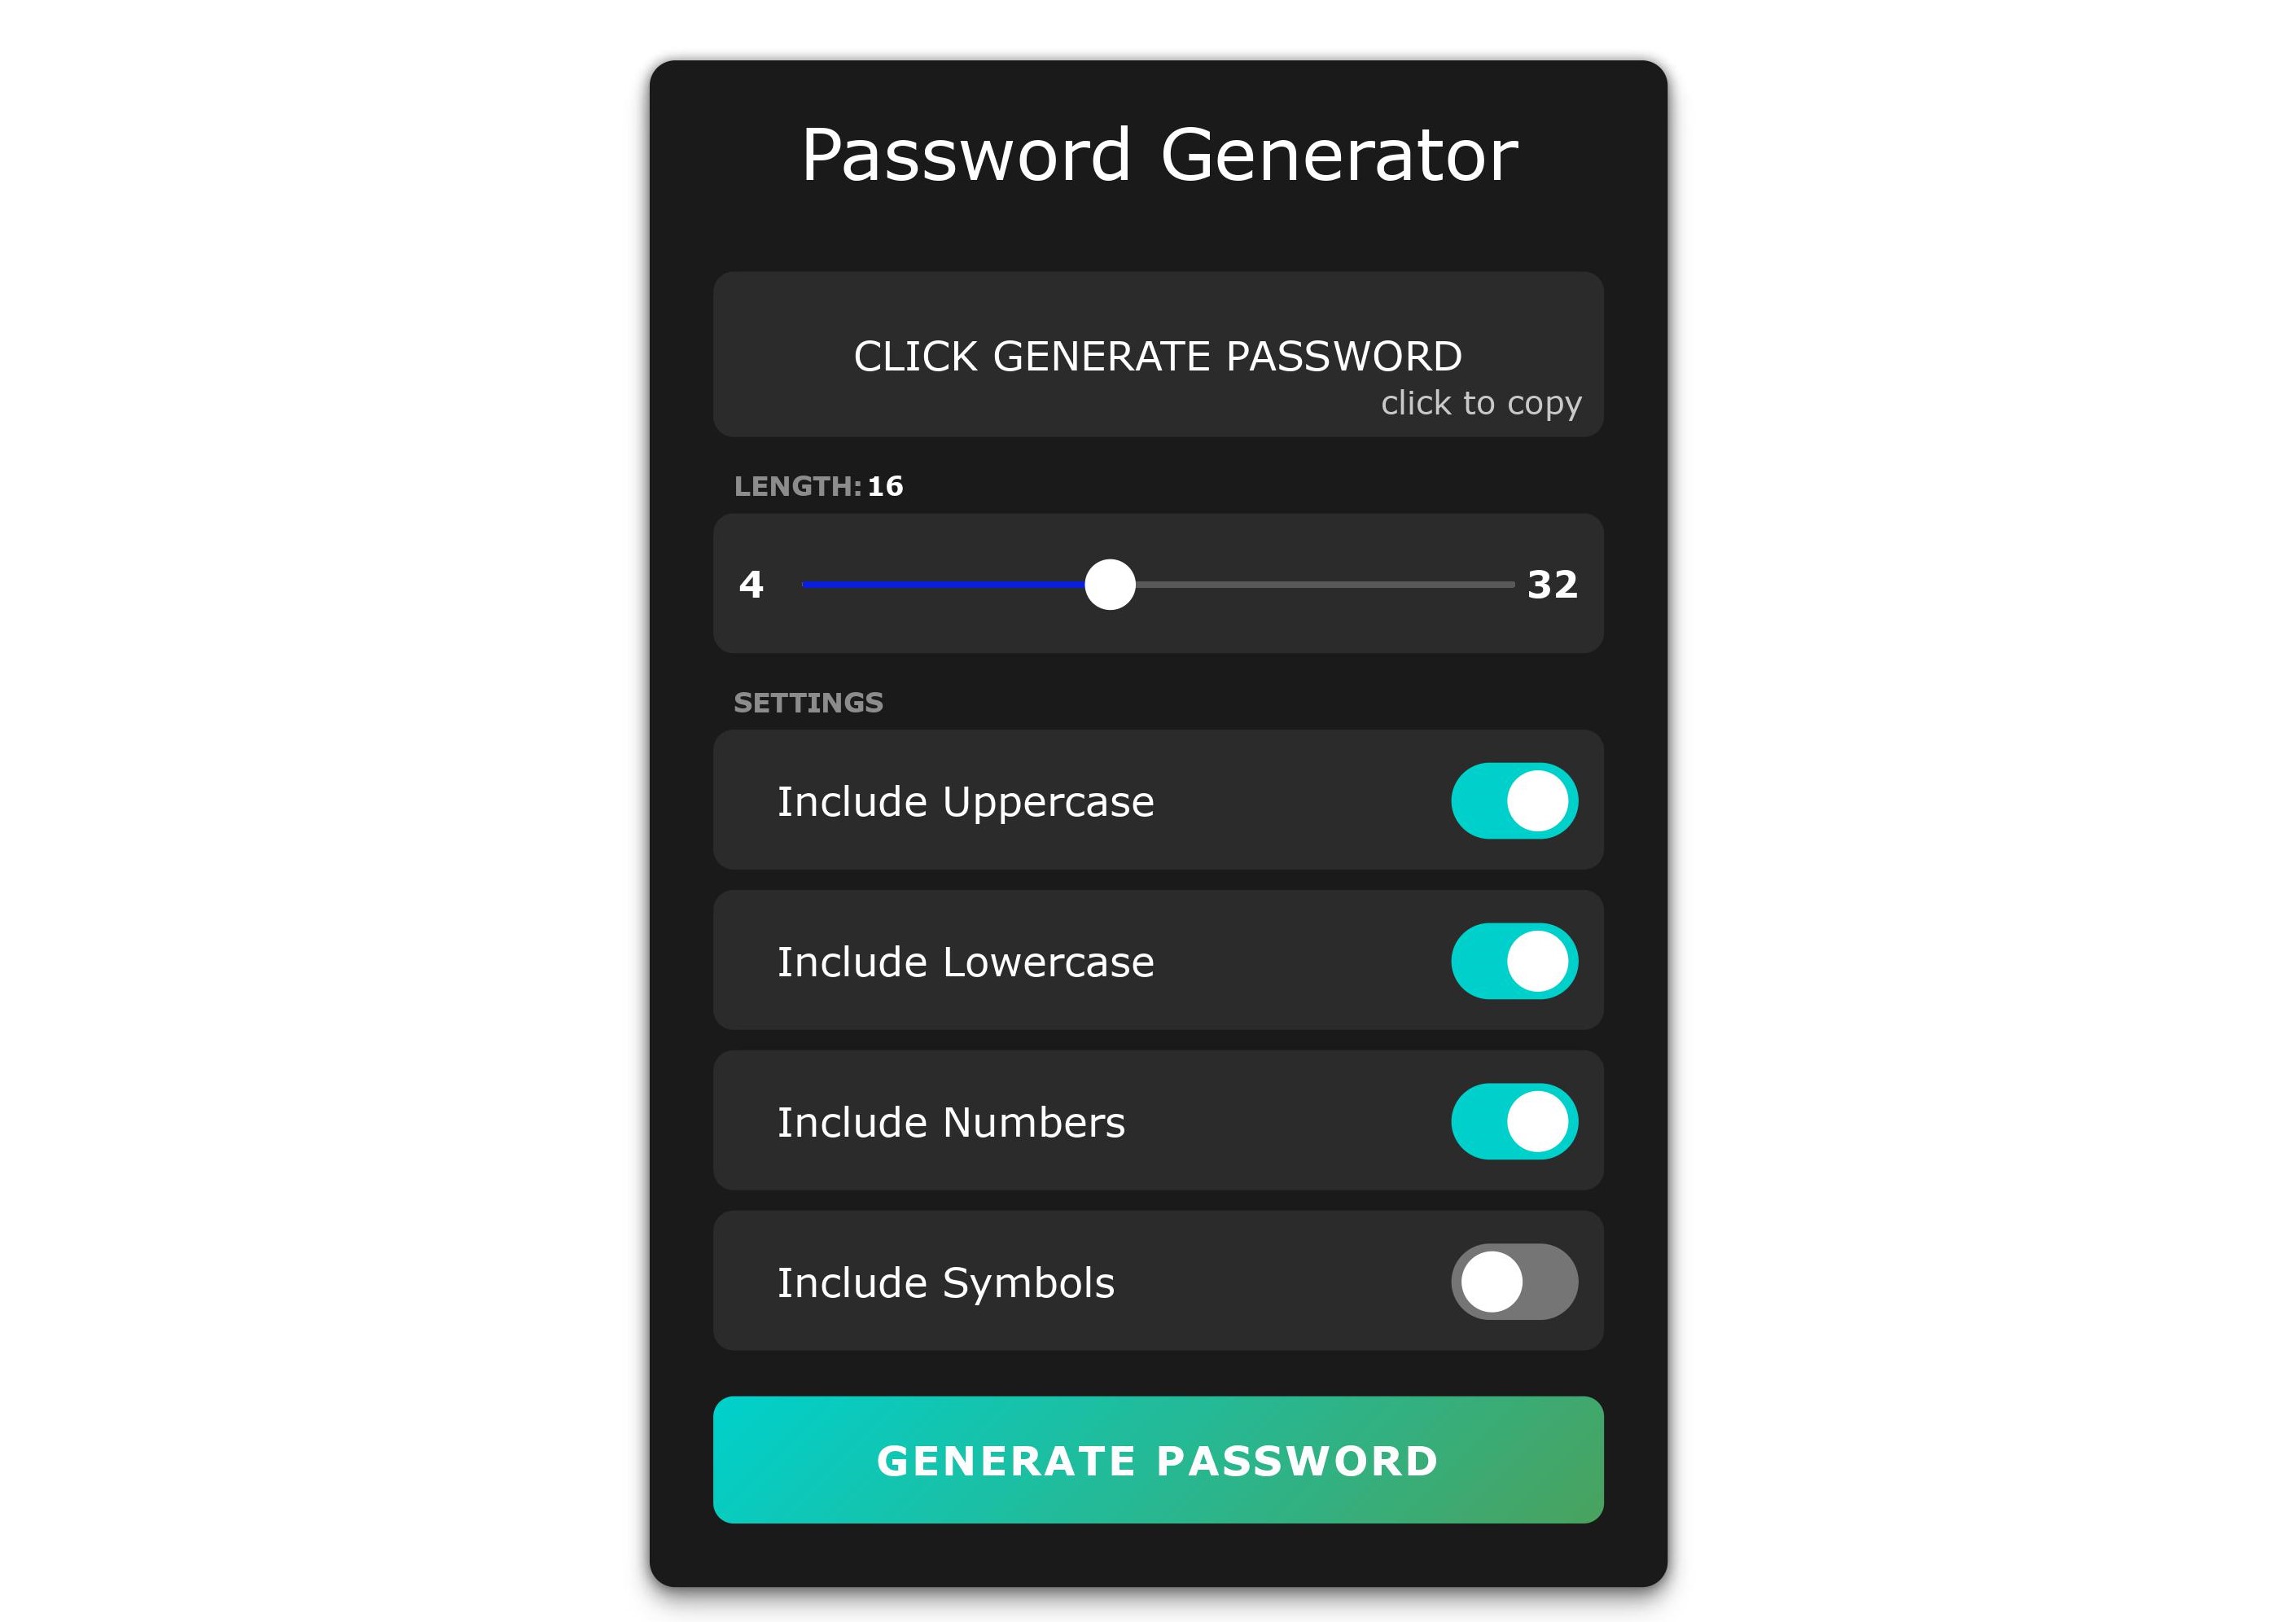 Password Generator
CLICK GENERATE PASSWORD
click to copy
LENGTH: 16
4 32
SETTINGS
Include Uppercase
Include Lowercase
Include Numbers
Include Symbols
GENERATE PASSWORD